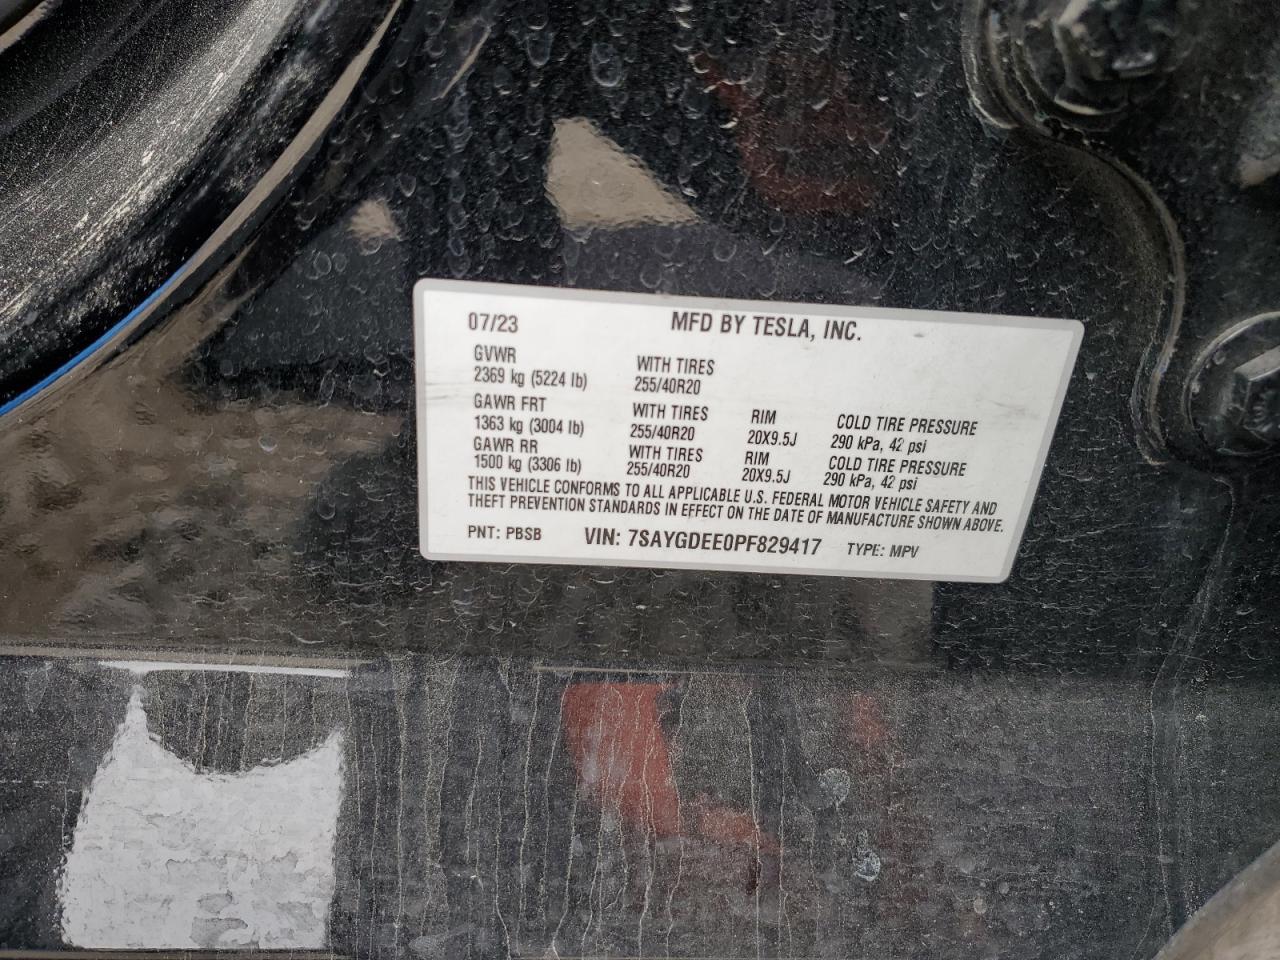 07/23 MFD BY TESLA, INC.
GVWR WITH TIRES
2369 kg (5224 lb) 255/40R20
GAWR FRT WITH TIRES RIM COLD TIRE PRESSURE
1363 kg (3004 lb) 255/40R20 20X9.5J 290 kPa, 42 psi
GAWR RR WITH TIRES RIM COLD TIRE PRESSURE
1500 kg (3306 lb) 255/40R20 20X9.5J 290 kPa, 42 psi
THIS VEHICLE CONFORMS TO ALL APPLICABLE U.S. FEDERAL MOTOR VEHICLE SAFETY AND
THEFT PREVENTION STANDARDS IN EFFECT ON THE DATE OF MANUFACTURE SHOWN ABOVE.
PNT: PBSB VIN: 7SAYGDEE0PF829417 TYPE: MPV